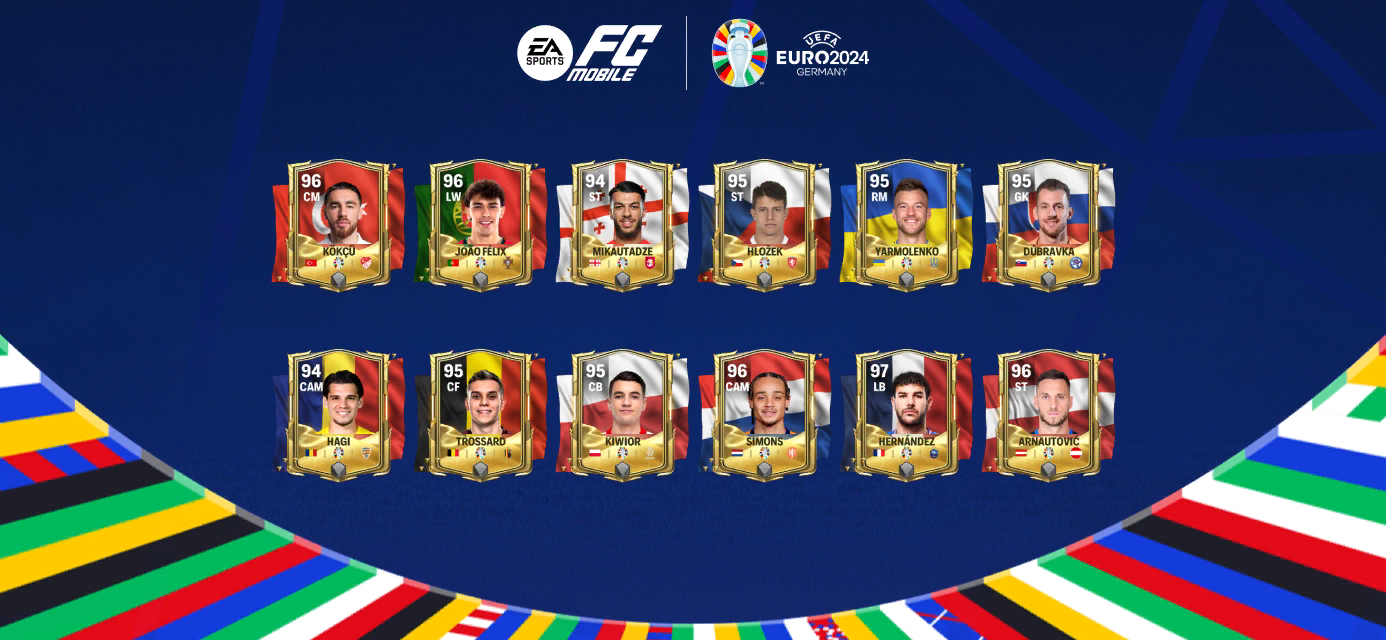 EA
SPORTS
FC
MOBILE
UEFA
EURO2024
GERMANY
96
CM
KÖKÇÜ
96
LW
JOÃO FÉLIX
94
ST
MIKAUTADZE
95
ST
HLOŽEK
95
RM
YARMOLENKO
95
GK
DÚBRAVKA
94
CAM
HAGI
95
CF
TROSSARD
95
CB
KIWIOR
96
CAM
SIMONS
97
LB
HERNÁNDEZ
96
ST
ARNAUTOVIĆ